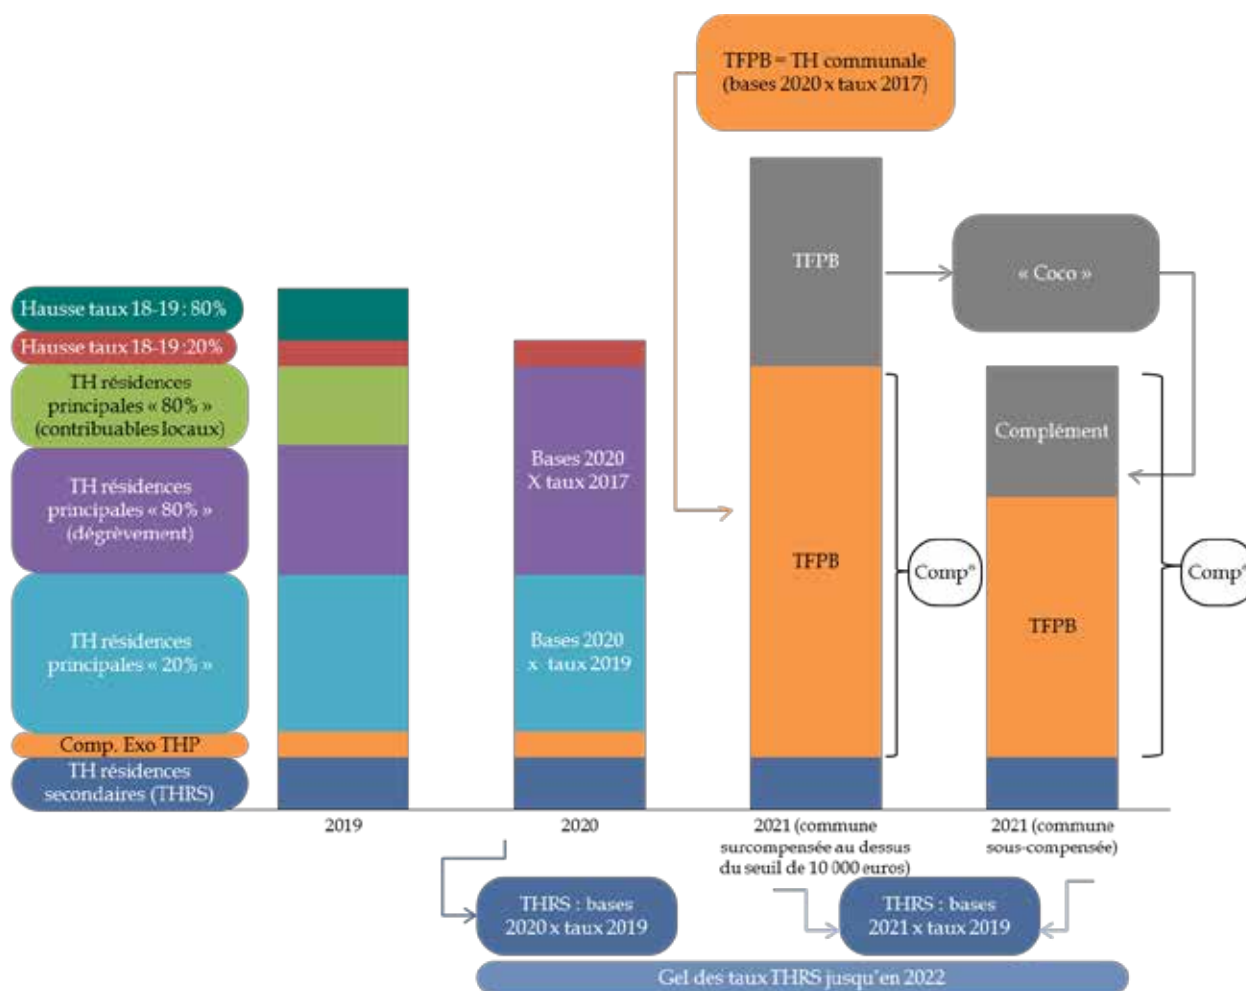 TFPB = TH communale
(bases 2020 x taux 2017)
TFPB
« Coco »
Hausse taux 18-19 : 80%
Hausse taux 18-19 :20%
TH résidences
principales « 80% »
(contribuables locaux)
Complément
TH résidences
principales « 80% »
(dégrèvement)
Bases 2020
X taux 2017
TFPB
Comp°
Comp°
TFPB
TH résidences
principales « 20% »
Bases 2020
x taux 2019
Comp. Exo THP
TH résidences
secondaires (THRS)
2019
2020
2021 (commune
surcompensée au dessus
du seuil de 10 000 euros)
2021 (commune
sous-compensée)
THRS : bases
2020 x taux 2019
THRS : bases
2021 x taux 2019
Gel des taux THRS jusqu'en 2022